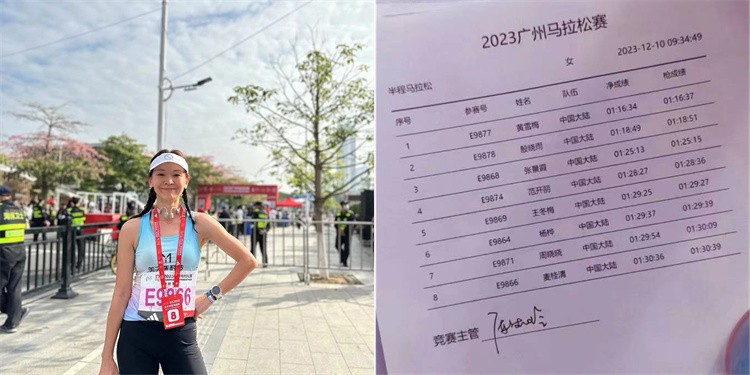 E9866
8
2023广州马拉松赛
女
2023-12-10 09:34:49
半程马拉松
序号 参赛号 姓名 队伍 净成绩 枪成绩
1 E9877 黄雪梅 中国大陆 01:16:34 01:16:37
2 E9878 殷晓雨 中国大陆 01:18:49 01:18:51
3 E9868 张景霞 中国大陆 01:25:13 01:25:15
4 E9874 范开丽 中国大陆 01:28:27 01:28:36
5 E9869 王冬梅 中国大陆 01:29:25 01:29:27
6 E9864 杨桦 中国大陆 01:29:37 01:29:39
7 E9871 周晓晓 中国大陆 01:29:54 01:30:09
8 E9866 麦桂清 中国大陆 01:30:36 01:30:39
竞赛主管